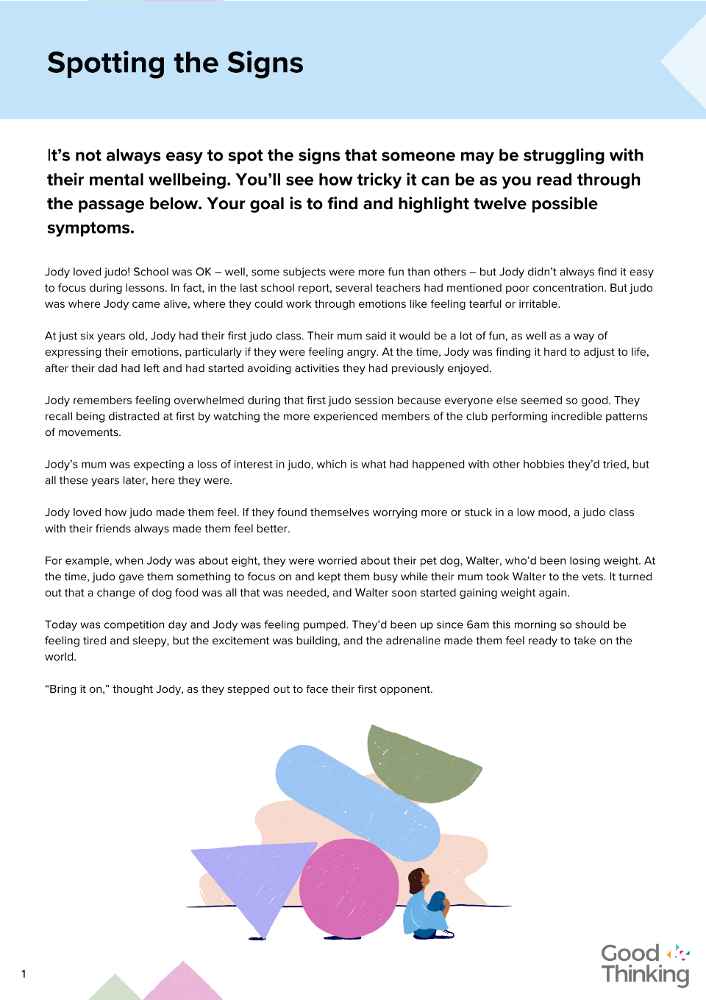 Spotting the Signs
It’s not always easy to spot the signs that someone may be struggling with
their mental wellbeing. You’ll see how tricky it can be as you read through
the passage below. Your goal is to find and highlight twelve possible
symptoms.
Jody loved judo! School was OK – well, some subjects were more fun than others – but Jody didn’t always find it easy
to focus during lessons. In fact, in the last school report, several teachers had mentioned poor concentration. But judo
was where Jody came alive, where they could work through emotions like feeling tearful or irritable.
At just six years old, Jody had their first judo class. Their mum said it would be a lot of fun, as well as a way of
expressing their emotions, particularly if they were feeling angry. At the time, Jody was finding it hard to adjust to life,
after their dad had left and had started avoiding activities they had previously enjoyed.
Jody remembers feeling overwhelmed during that first judo session because everyone else seemed so good. They
recall being distracted at first by watching the more experienced members of the club performing incredible patterns
of movements.
Jody’s mum was expecting a loss of interest in judo, which is what had happened with other hobbies they’d tried, but
all these years later, here they were.
Jody loved how judo made them feel. If they found themselves worrying more or stuck in a low mood, a judo class
with their friends always made them feel better.
For example, when Jody was about eight, they were worried about their pet dog, Walter, who’d been losing weight. At
the time, judo gave them something to focus on and kept them busy while their mum took Walter to the vets. It turned
out that a change of dog food was all that was needed, and Walter soon started gaining weight again.
Today was competition day and Jody was feeling pumped. They’d been up since 6am this morning so should be
feeling tired and sleepy, but the excitement was building, and the adrenaline made them feel ready to take on the
world.
“Bring it on,” thought Jody, as they stepped out to face their first opponent.
1
Good
Thinking